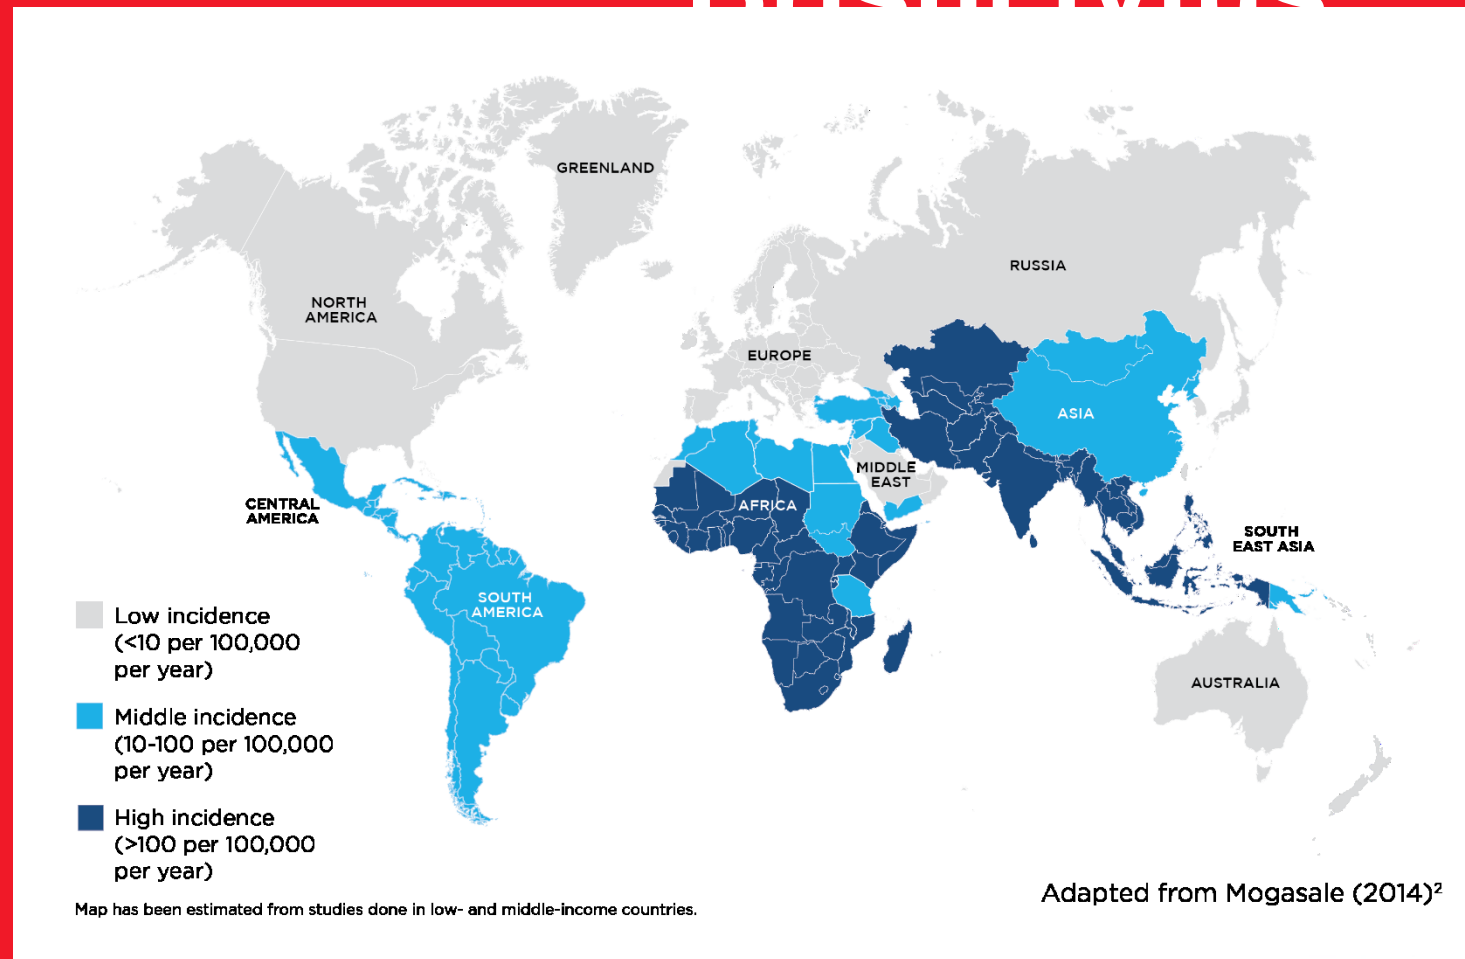 GREENLAND
RUSSIA
NORTH
AMERICA
EUROPE
ASIA
MIDDLE
EAST
CENTRAL
AMERICA
AFRICA
SOUTH
EAST ASIA
SOUTH
AMERICA
AUSTRALIA
Low incidence
(<10 per 100,000
per year)
Middle incidence
(10-100 per 100,000
per year)
High incidence
(>100 per 100,000
per year)
Map has been estimated from studies done in low- and middle-income countries.
Adapted from Mogasale (2014)²